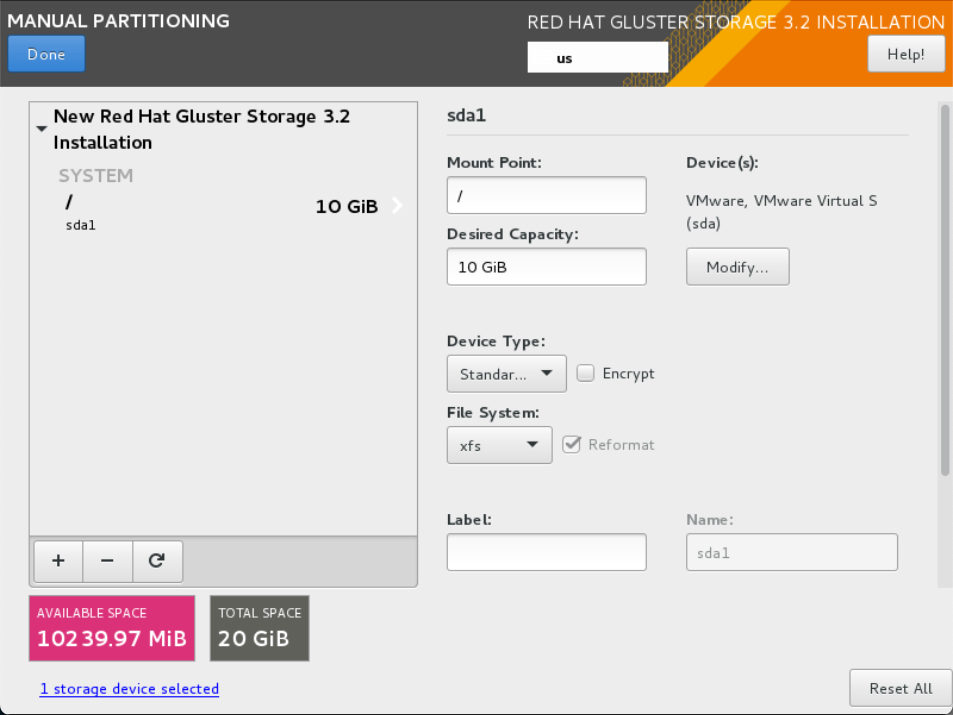 MANUAL PARTITIONING
RED HAT GLUSTER STORAGE 3.2 INSTALLATION
Done
us
Help!
New Red Hat Gluster Storage 3.2
Installation
SYSTEM
/
10 GiB
sda1
sda1
Mount Point:
/
Device(s):
VMware, VMware Virtual S
(sda)
Desired Capacity:
10 GiB
Modify...
Device Type:
Standar...
Encrypt
File System:
xfs
Reformat
Label:
Name:
sda1
+
−
AVAILABLE SPACE
10239.97 MiB
TOTAL SPACE
20 GiB
1 storage device selected
Reset All